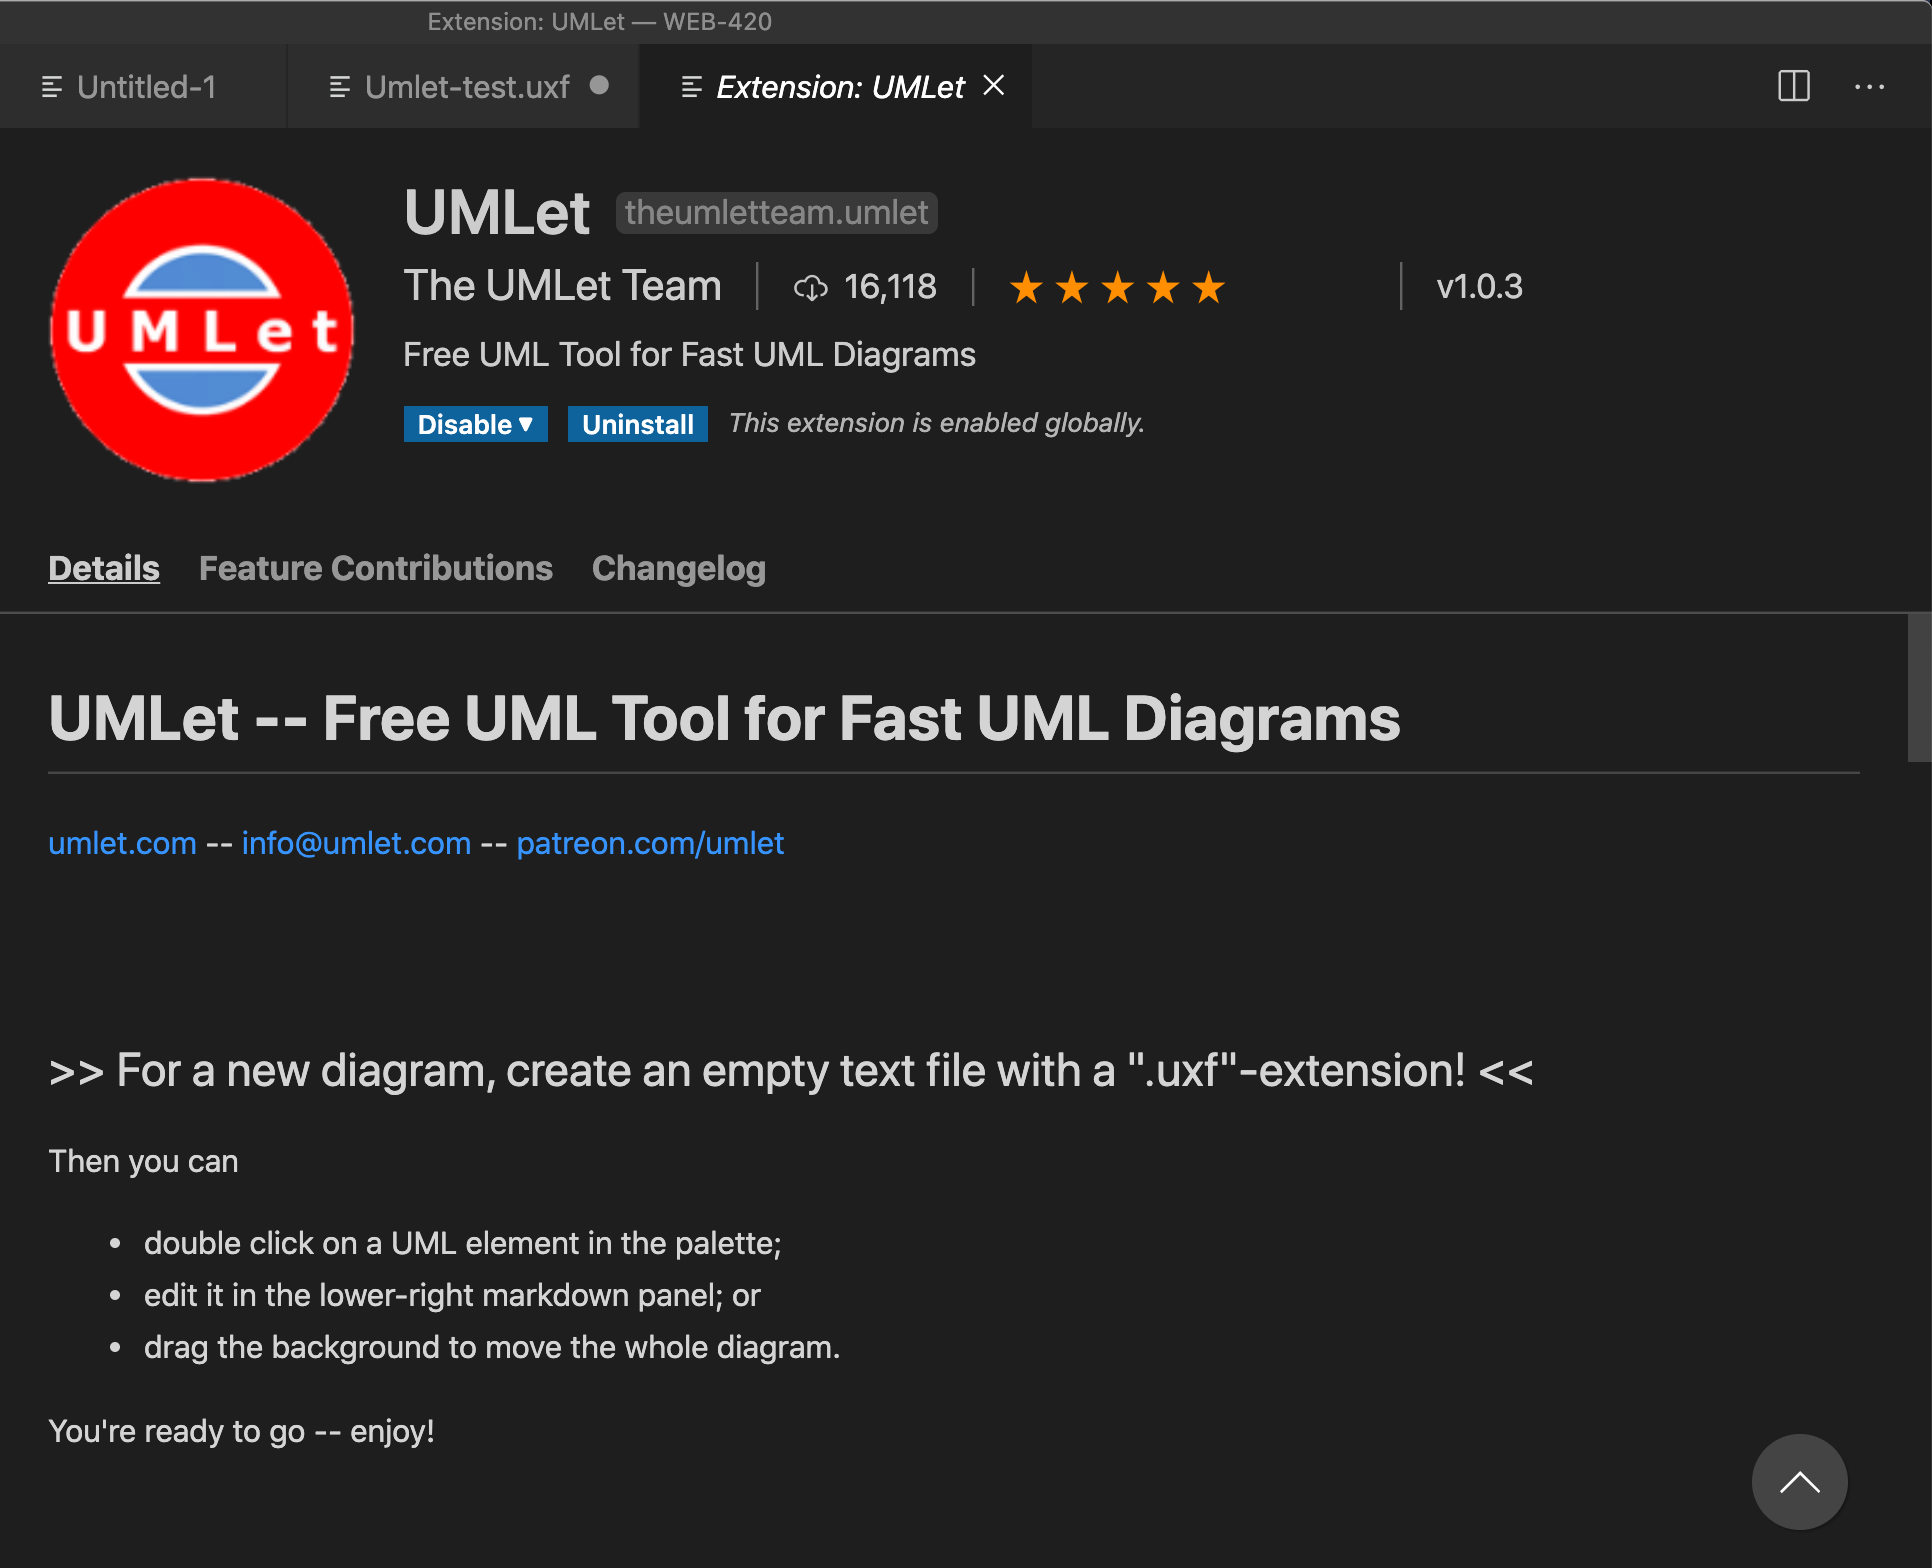 Extension: UMLet — WEB-420
Untitled-1
Umlet-test.uxf
Extension: UMLet
UMLet
UMLet theumletteam.umlet
The UMLet Team 16,118 v1.0.3
Free UML Tool for Fast UML Diagrams
Disable Uninstall This extension is enabled globally.
Details Feature Contributions Changelog
UMLet -- Free UML Tool for Fast UML Diagrams
umlet.com -- info@umlet.com -- patreon.com/umlet
>> For a new diagram, create an empty text file with a ".uxf"-extension! <<
Then you can
• double click on a UML element in the palette;
• edit it in the lower-right markdown panel; or
• drag the background to move the whole diagram.
You're ready to go -- enjoy!